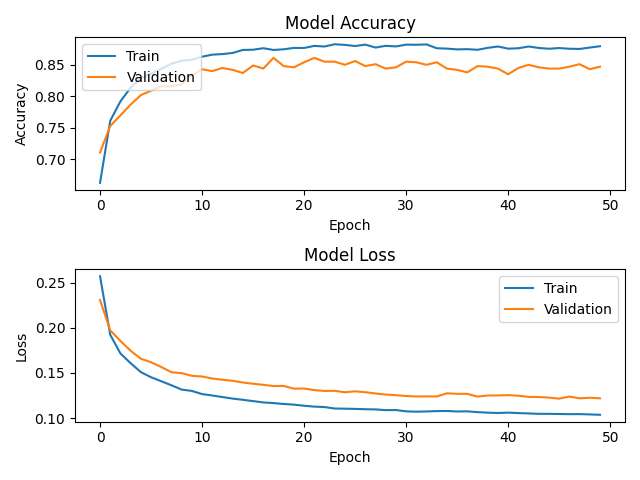 Model Accuracy
Train
Validation
Accuracy
0.85
0.80
0.75
0.70
0 10 20 30 40 50
Epoch
Model Loss
Train
Validation
Loss
0.25
0.20
0.15
0.10
0 10 20 30 40 50
Epoch